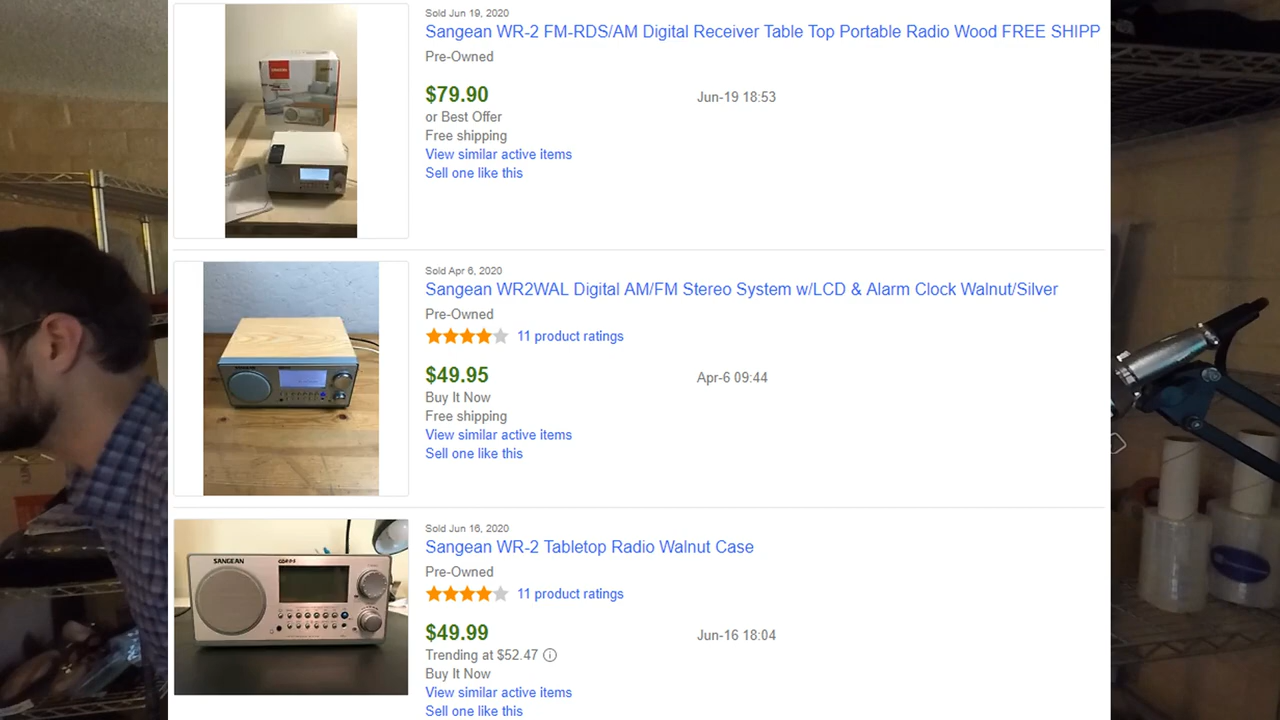 Sold Jun 19, 2020
Sangean WR-2 FM-RDS/AM Digital Receiver Table Top Portable Radio Wood FREE SHIPP
Pre-Owned
$79.90
Jun-19 18:53
or Best Offer
Free shipping
View similar active items
Sell one like this
Sold Apr 6, 2020
Sangean WR2WAL Digital AM/FM Stereo System w/LCD & Alarm Clock Walnut/Silver
Pre-Owned
11 product ratings
$49.95
Apr-6 09:44
Buy It Now
Free shipping
View similar active items
Sell one like this
SANGEAN
Sold Jun 16, 2020
Sangean WR-2 Tabletop Radio Walnut Case
Pre-Owned
11 product ratings
$49.99
Jun-16 18:04
Trending at $52.47
Buy It Now
View similar active items
Sell one like this